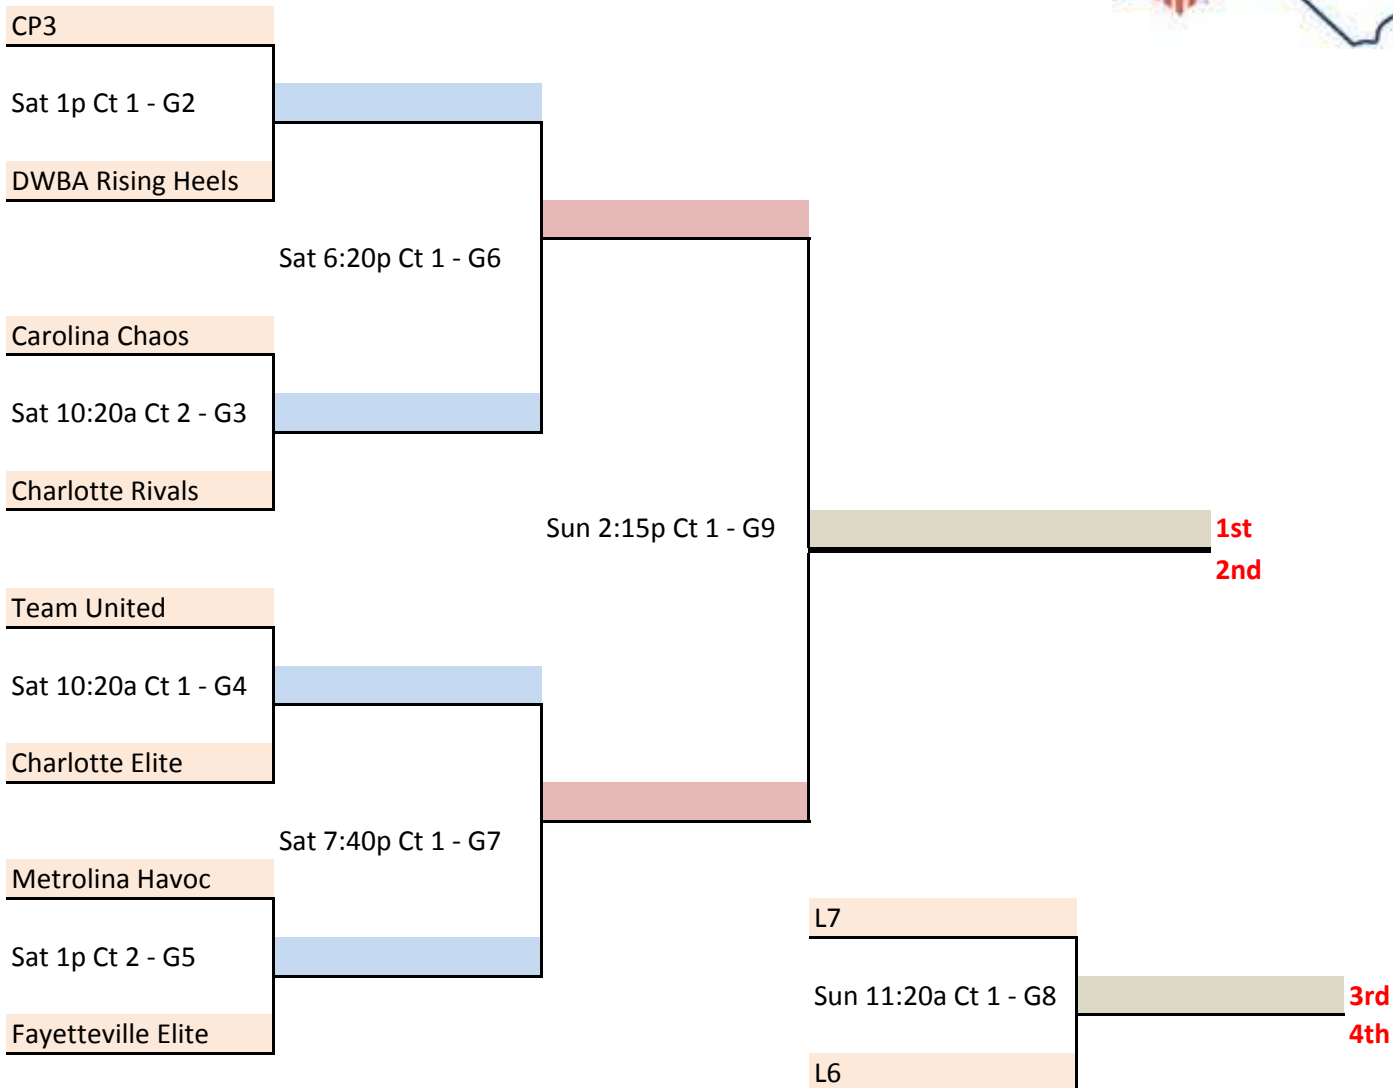 CP3
Sat 1p Ct 1 - G2
DWBA Rising Heels
Sat 6:20p Ct 1 - G6
Carolina Chaos
Sat 10:20a Ct 2 - G3
Charlotte Rivals
Sun 2:15p Ct 1 - G9
1st
2nd
Team United
Sat 10:20a Ct 1 - G4
Charlotte Elite
Sat 7:40p Ct 1 - G7
Metrolina Havoc
Sat 1p Ct 2 - G5
Fayetteville Elite
L7
Sun 11:20a Ct 1 - G8
3rd
4th
L6